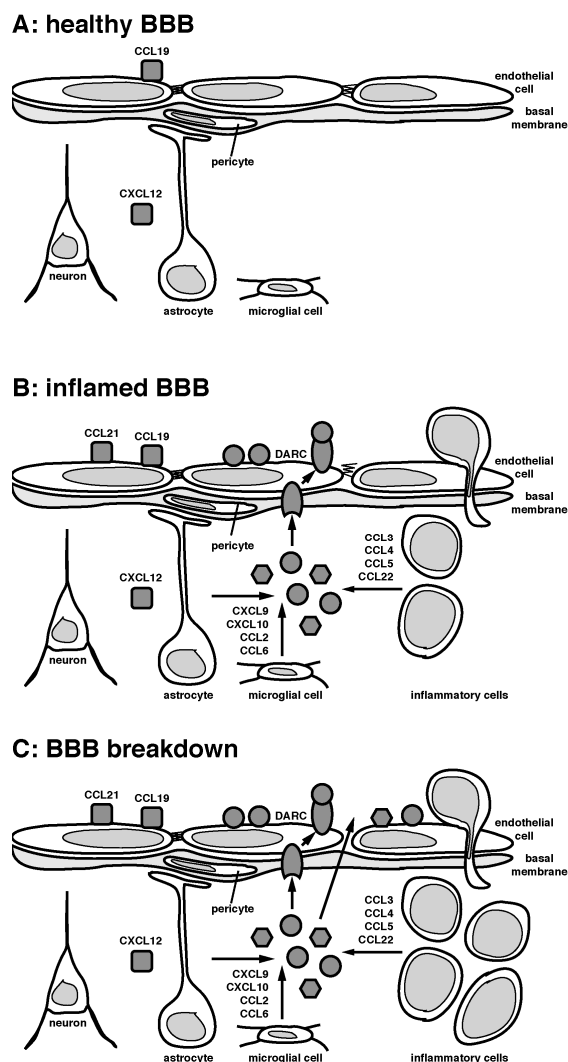 A: healthy BBB
CCL19
endothelial
cell
basal
membrane
pericyte
CXCL12
neuron
astrocyte
microglial cell
B: inflamed BBB
CCL21
CCL19
DARC
endothelial
cell
basal
membrane
pericyte
CCL3
CCL4
CCL5
CCL22
CXCL12
CXCL9
CXCL10
CCL2
CCL6
neuron
astrocyte
microglial cell
inflammatory cells
C: BBB breakdown
CCL21
CCL19
DARC
endothelial
cell
basal
membrane
pericyte
CCL3
CCL4
CCL5
CCL22
CXCL12
CXCL9
CXCL10
CCL2
CCL6
neuron
astrocyte
microglial cell
inflammatory cells